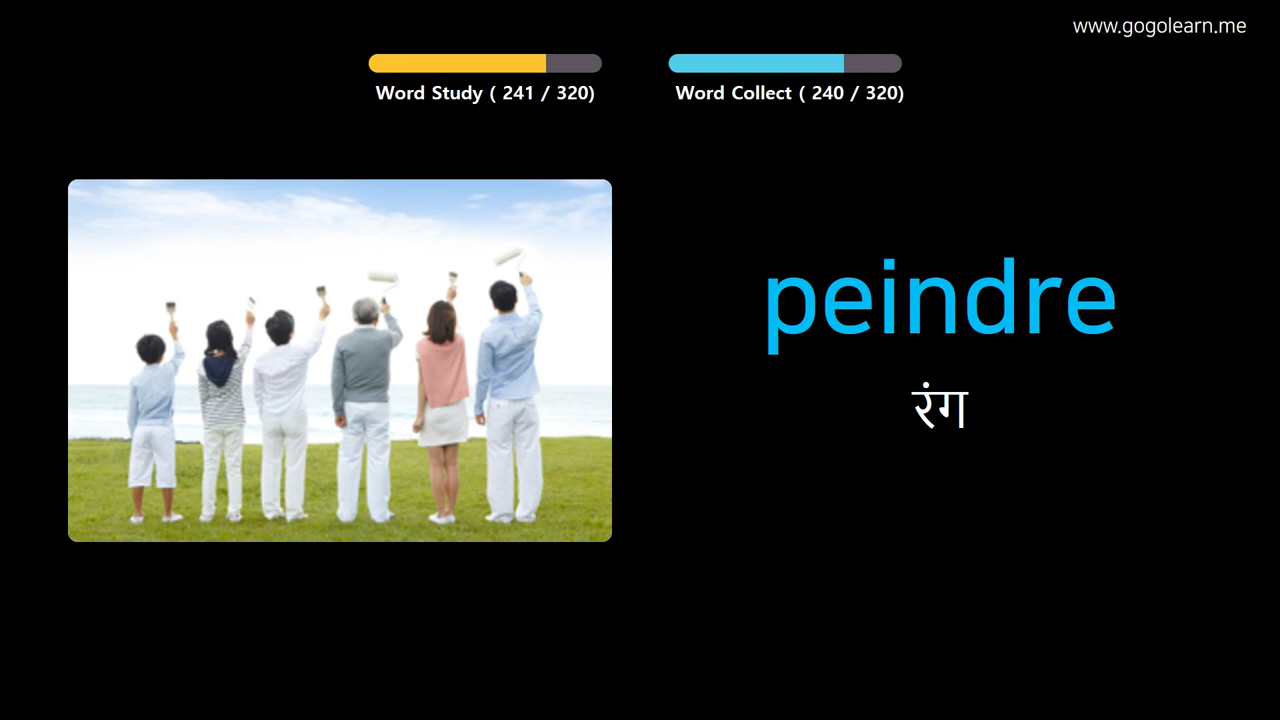 www.gogolearn.me
Word Study ( 241 / 320)
Word Collect ( 240 / 320)
peindre
रंग